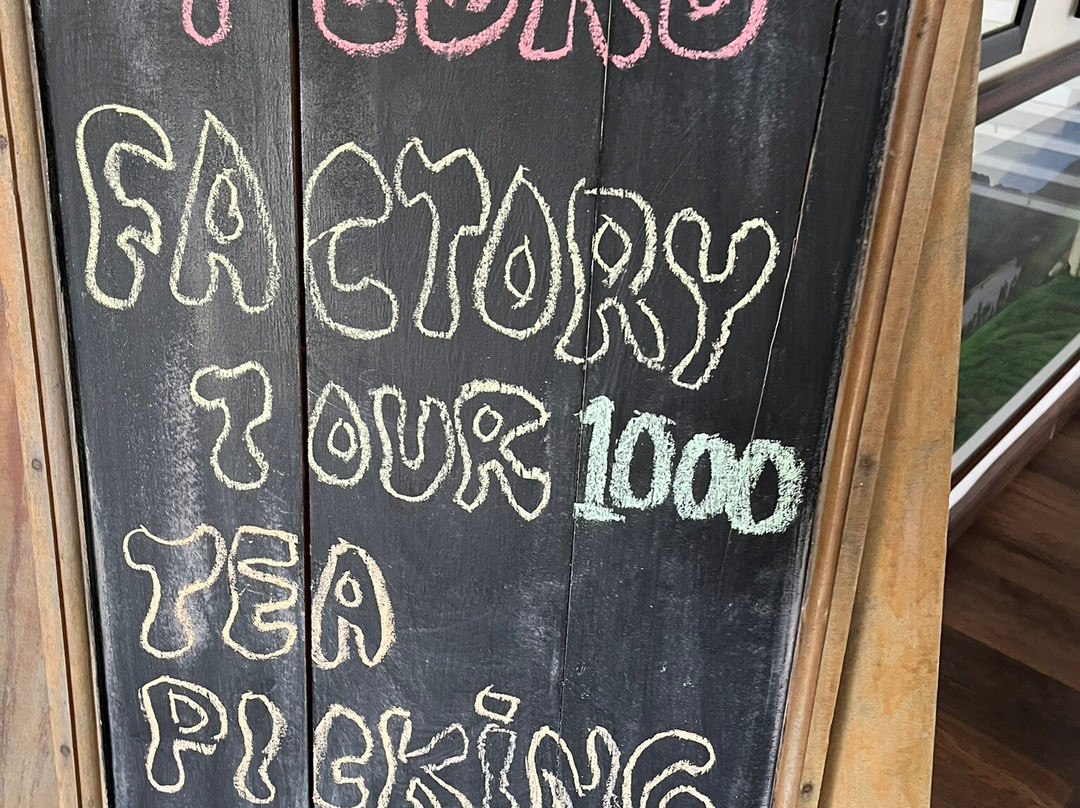 FACTORY
TOUR 1000
TEA
PICKiNG